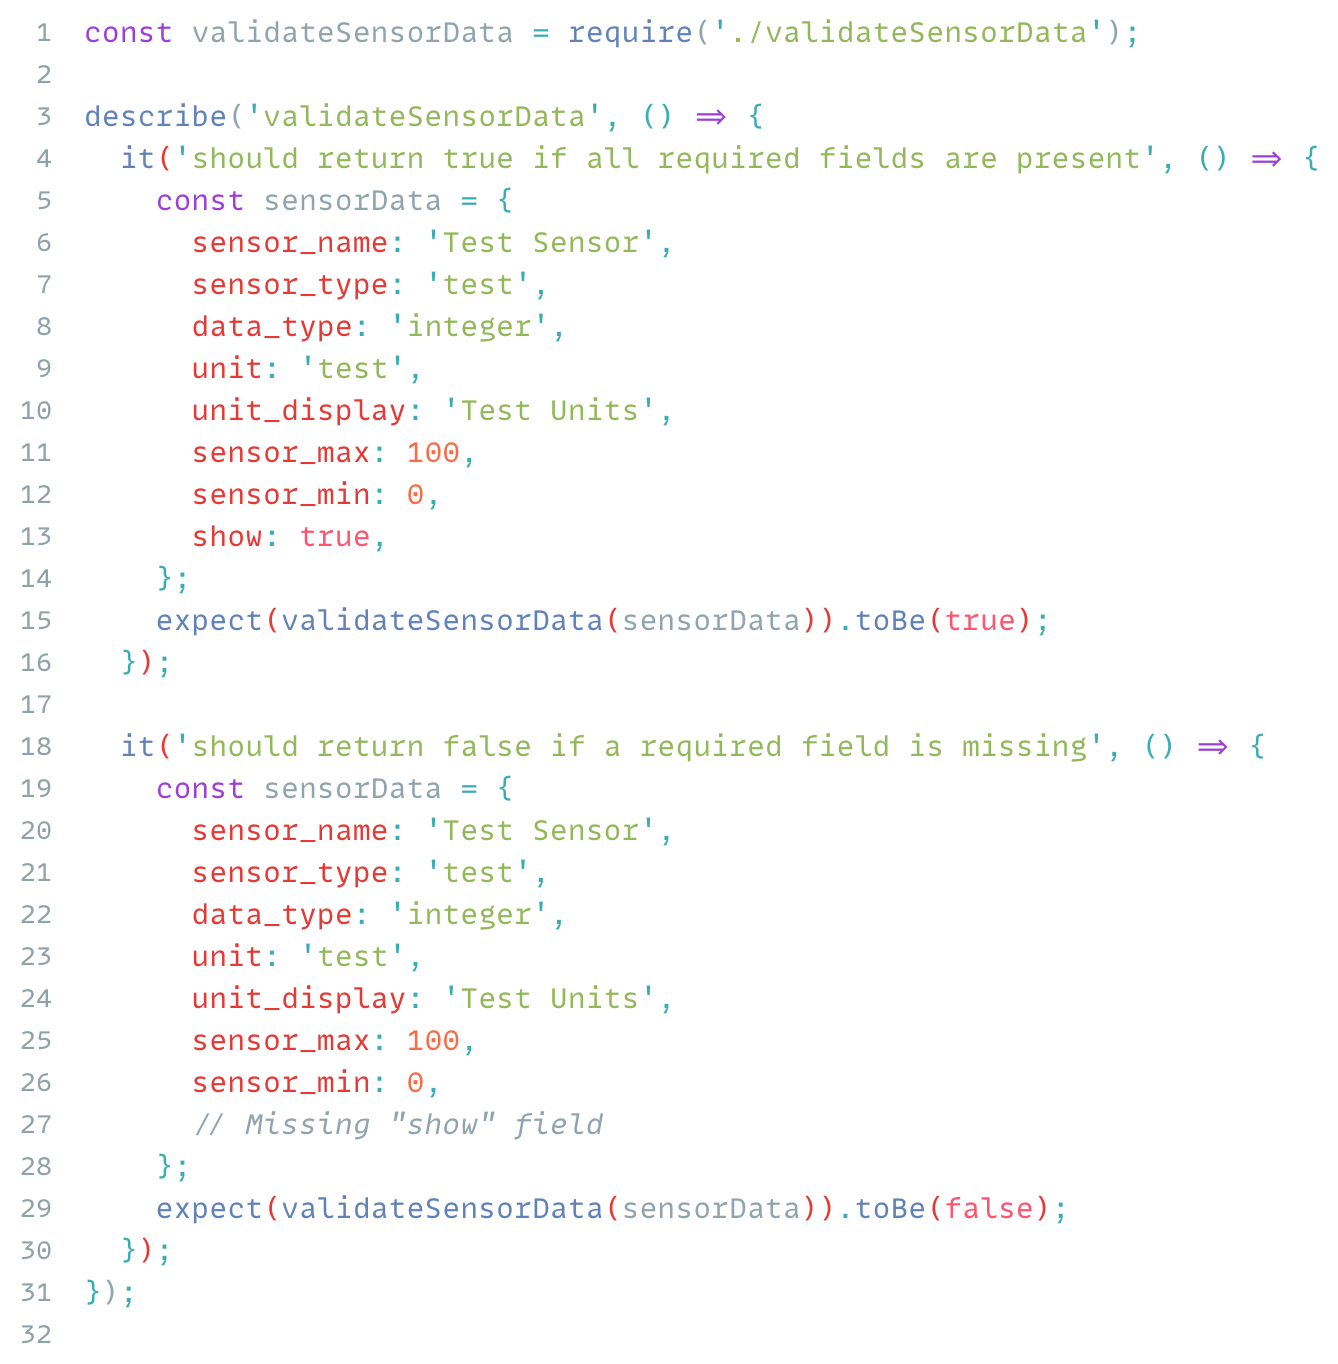 1 const validateSensorData = require('./validateSensorData');
2
3 describe('validateSensorData', () => {
4   it('should return true if all required fields are present', () => {
5     const sensorData = {
6       sensor_name: 'Test Sensor',
7       sensor_type: 'test',
8       data_type: 'integer',
9       unit: 'test',
10       unit_display: 'Test Units',
11       sensor_max: 100,
12       sensor_min: 0,
13       show: true,
14     };
15     expect(validateSensorData(sensorData)).toBe(true);
16   });
17
18   it('should return false if a required field is missing', () => {
19     const sensorData = {
20       sensor_name: 'Test Sensor',
21       sensor_type: 'test',
22       data_type: 'integer',
23       unit: 'test',
24       unit_display: 'Test Units',
25       sensor_max: 100,
26       sensor_min: 0,
27       // Missing "show" field
28     };
29     expect(validateSensorData(sensorData)).toBe(false);
30   });
31 });
32